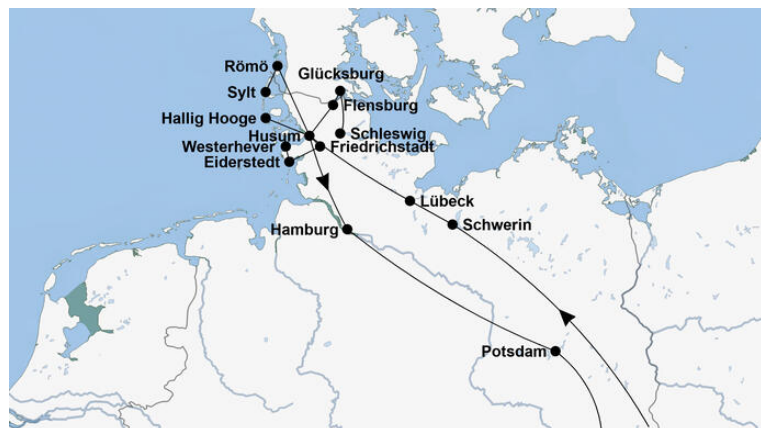 Römö
Glücksburg
Sylt
Flensburg
Hallig Hooge
Husum
Schleswig
Westerhever
Friedrichstadt
Eiderstedt
Lübeck
Schwerin
Hamburg
Potsdam